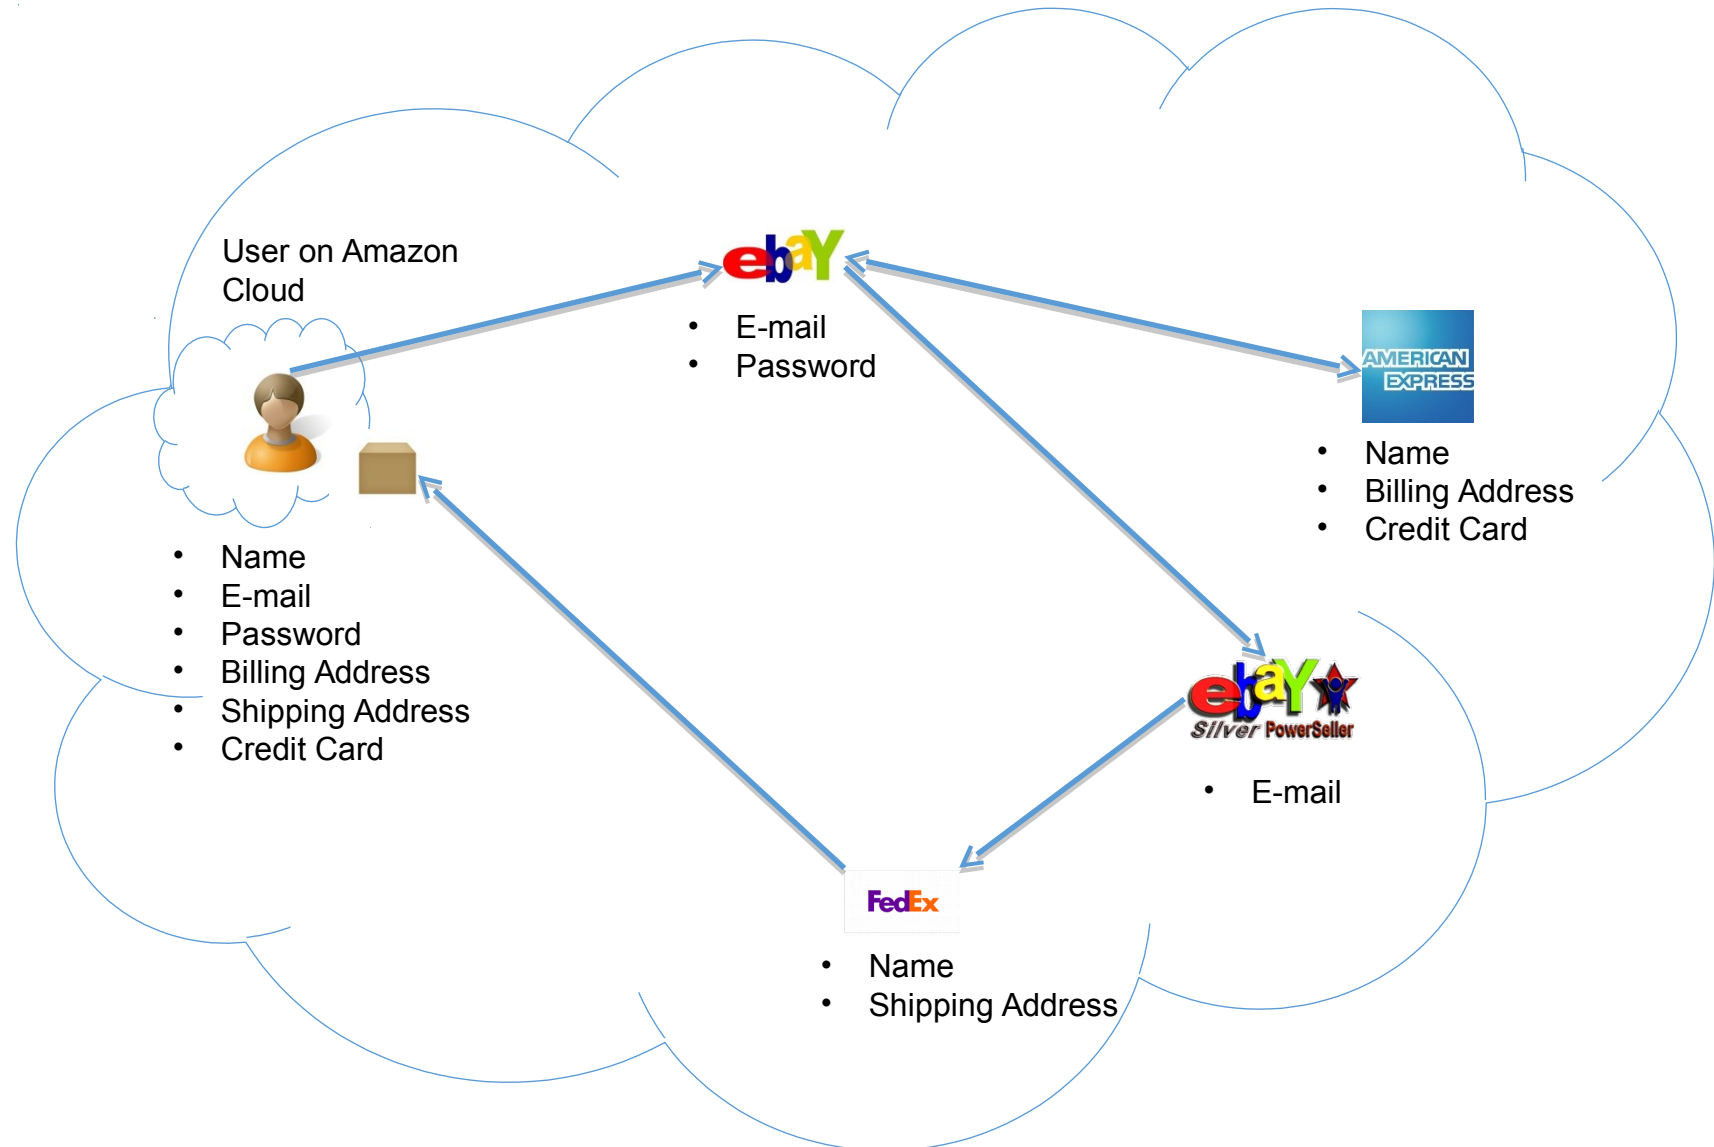 User on Amazon
Cloud
ebaY
• E-mail
• Password
AMERICAN
EXPRESS
• Name
• Billing Address
• Credit Card
• Name
• E-mail
• Password
• Billing Address
• Shipping Address
• Credit Card
ebaY
Silver PowerSeller
• E-mail
FedEx
• Name
• Shipping Address